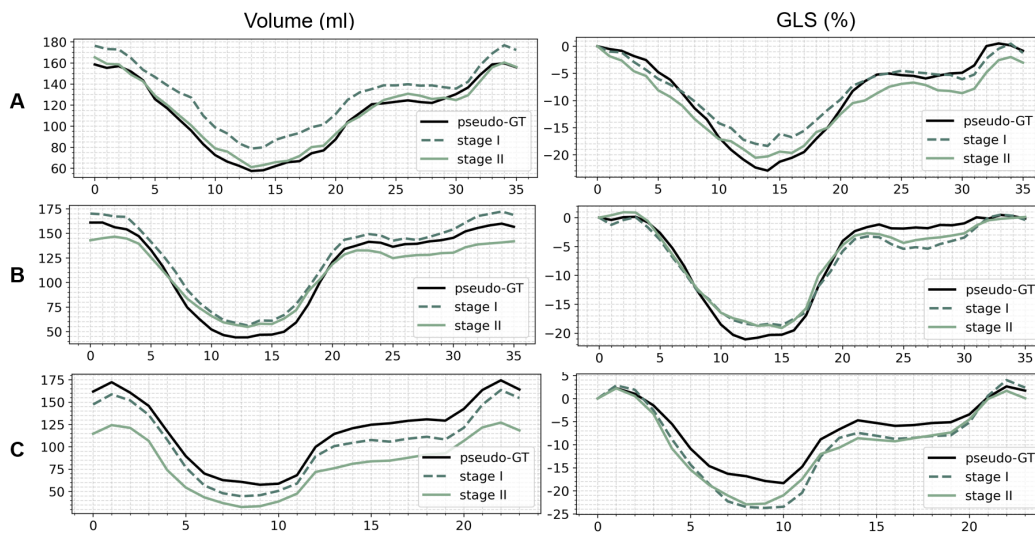 Volume (ml)
GLS (%)
A
180
160
140
120
100
80
60
0 5 10 15 20 25 30 35
pseudo-GT
stage I
stage II
0
−5
−10
−15
−20
0 5 10 15 20 25 30 35
pseudo-GT
stage I
stage II
B
175
150
125
100
75
50
0 5 10 15 20 25 30 35
pseudo-GT
stage I
stage II
0
−5
−10
−15
−20
0 5 10 15 20 25 30 35
pseudo-GT
stage I
stage II
C
175
150
125
100
75
50
0 5 10 15 20
pseudo-GT
stage I
stage II
5
0
−5
−10
−15
−20
−25
0 5 10 15 20
pseudo-GT
stage I
stage II